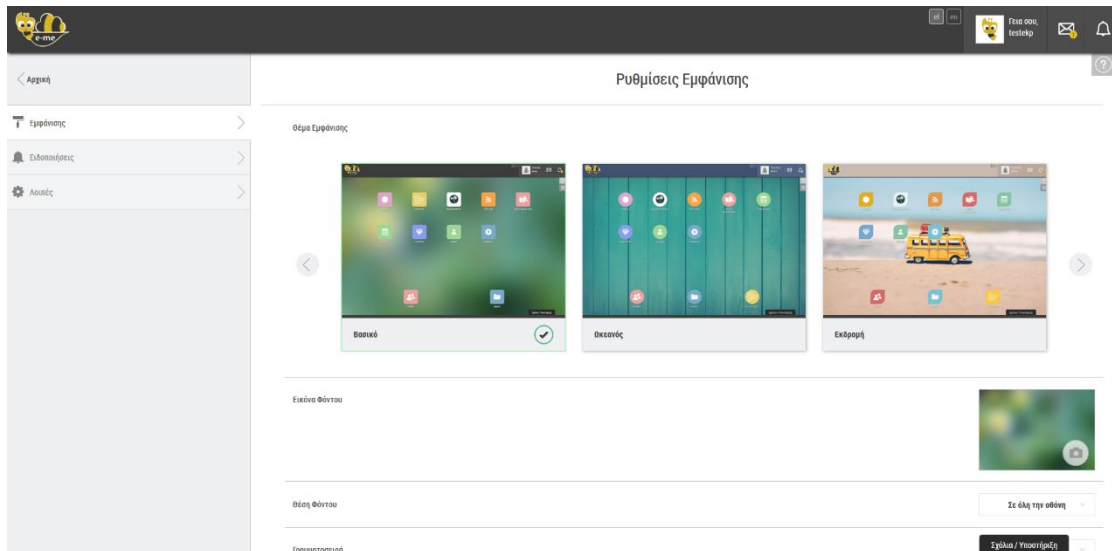 e-me
el en
Γεια σου,
testekp
Αρχική
Ρυθμίσεις Εμφάνισης
?
Εμφάνισης
Ειδοποιήσεις
Λοιπές
Θέμα Εμφάνισης
Βασικό
Ωκεανός
Εκδρομή
Εικόνα Φόντου
Θέση Φόντου
Σε όλη την οθόνη
Γραμματοσειρά
Σχόλια / Υποστήριξη